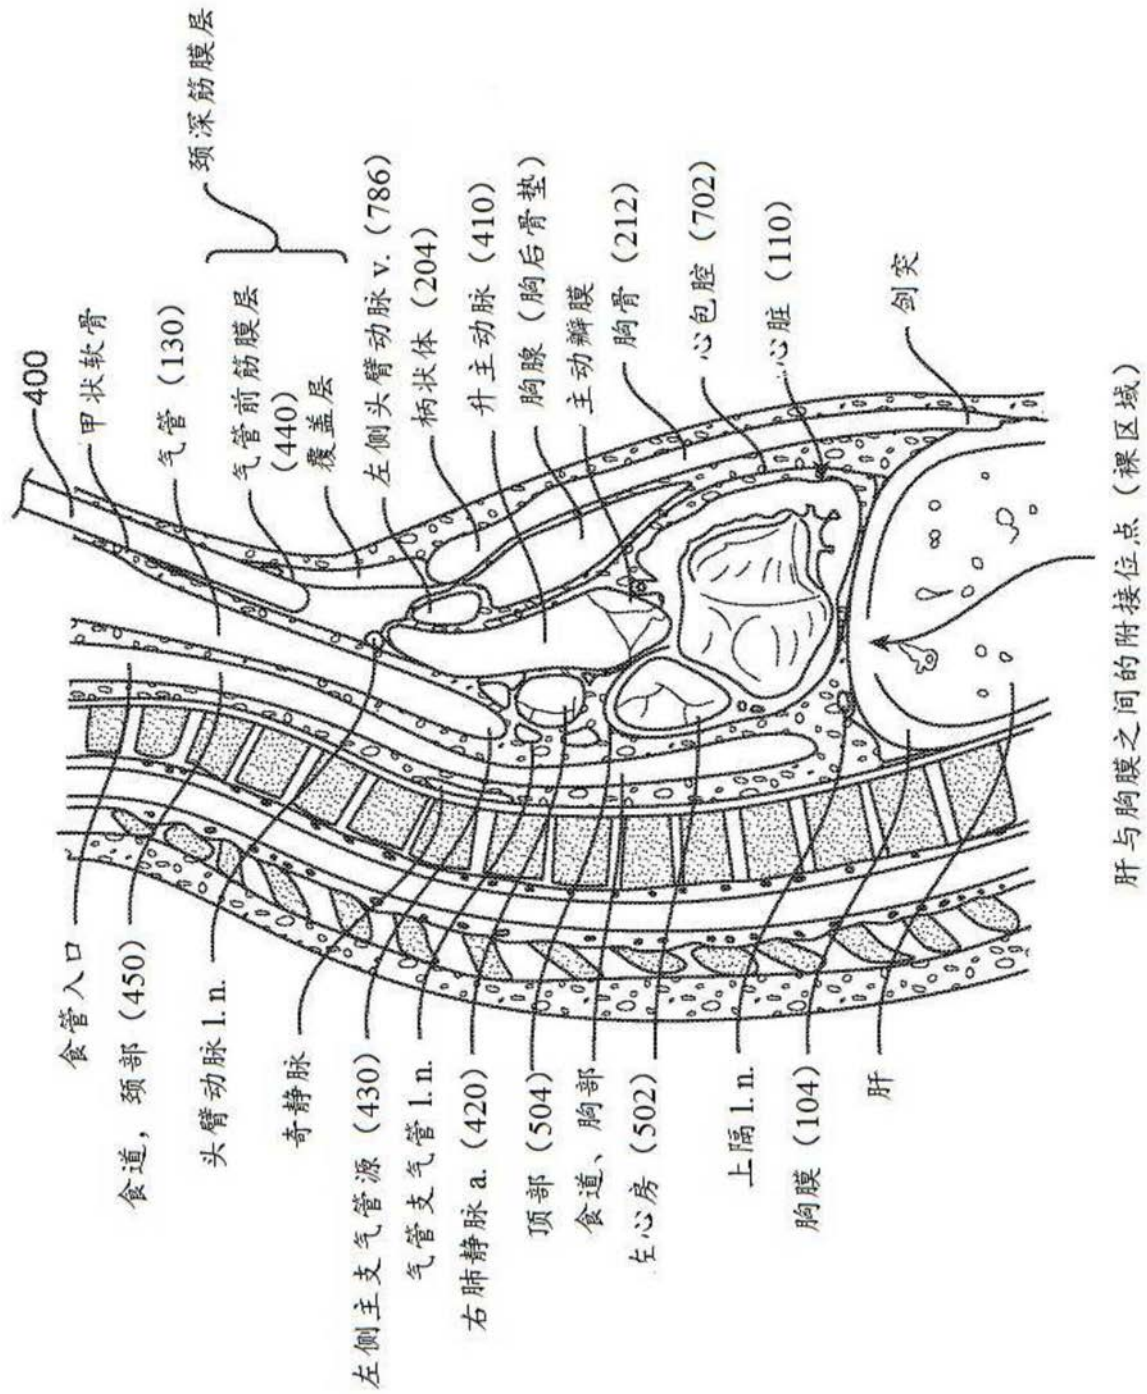 400
甲状软骨
气管（130）
气管前筋膜层
（440）
覆盖层
颈深筋膜层
左侧头臂动脉 v.（786）
柄状体（204）
升主动脉（410）
胸腺（胸后骨垫）
主动瓣膜
胸骨（212）
心包腔（702）
心脏（110）
剑突
食管入口
食道，颈部（450）
头臂动脉 l.n.
奇静脉
左侧主支气管源（430）
气管支气管 l.n.
右肺静脉 a.（420）
顶部（504）
食道、胸部
左心房（502）
上隔 l.n.
胸膜（104）
肝
肝与胸膜之间的附接位点（裸区域）